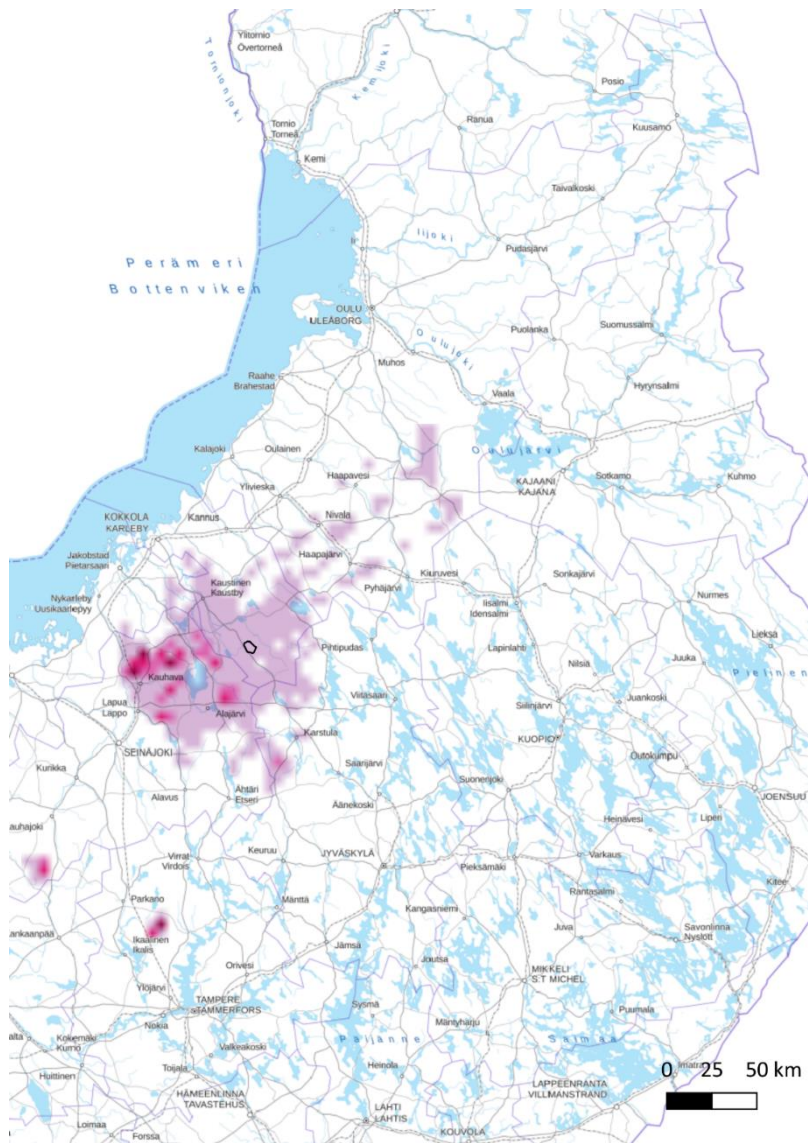 Ylitornio
Övertorneå
Tornionjoki
Kemijoki
Posio
Ranua
Kuusamo
Tornio
Torneå
Kemi
Taivalkoski
Iijoki
Pudasjärvi
Perämeri
Bottenviken
OULU
ULEÅBORG
Oulujoki
Puolanka
Suomussalmi
Muhos
Raahe
Brahestad
Vaala
Hyrynsalmi
Kalajoki
Oulainen
Oulujärvi
Haapavesi
KAJAANI
KAJANA
Sotkamo
Kuhmo
Ylivieska
KOKKOLA
KARLEBY
Kannus
Nivala
Jakobstad
Pietarsaari
Haapajärvi
Kaustinen
Kaustby
Pyhäjärvi
Kiuruvesi
Sonkajärvi
Nykarleby
Uusikaarlepyy
Iisalmi
Idensalmi
Nurmes
Pihtipudas
Lapinlahti
Lieksa
Nilsiä
Juuka
Pielinen
Kauhava
Viitasaari
Juankoski
Lapua
Lappo
Alajärvi
Siilinjärvi
Karstula
KUOPIO
SEINÄJOKI
Outokumpu
Kurikka
Saarijärvi
Suonenjoki
Alavus
Ähtäri
Etseri
Äänekoski
JOENSUU
Heinävesi
Liperi
auhajoki
Virrat
Virdois
Keuruu
JYVÄSKYLÄ
Pieksämäki
Varkaus
Kitee
Parkano
Mänttä
Rantasalmi
Kangasniemi
ankaanpää
Ikaalinen
Ikalis
Juva
Savonlinna
Nyslott
Jämsä
Orivesi
Joutsa
Ylöjärvi
MIKKELI
S:T MICHEL
TAMPERE
TAMMERFORS
Sysmä
Puumala
Nokia
Mäntyharju
Kokemäki
Kumo
Päijänne
Saimaa
Valkeakoski
Huittinen
Toijala
Heinola
Imatra
0 25 50 km
HÄMEENLINNA
TAVASTEHUS
LAPPEENRANTA
VILLMANSTRAND
Loimaa
LAHTI
LAHTIS
Forssa
KOUVOLA